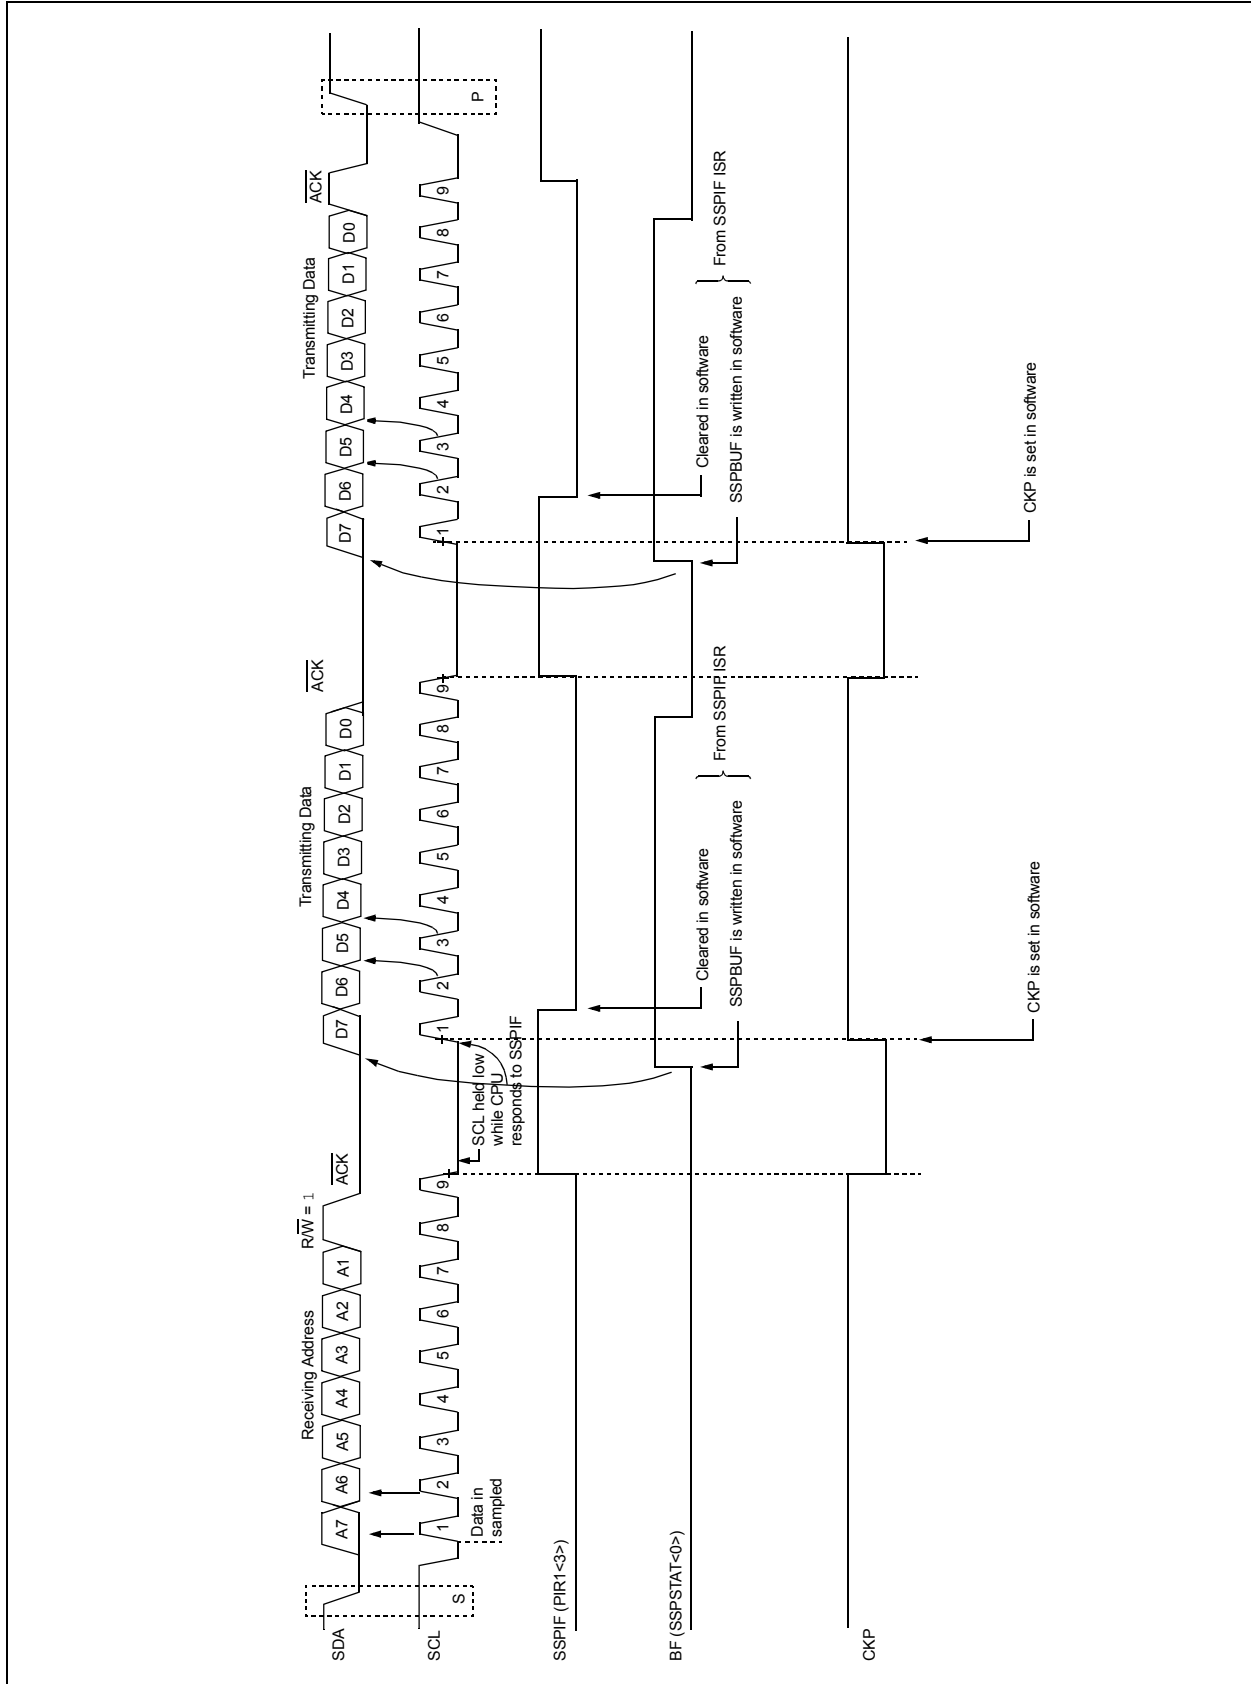 Receiving Address
R/W = 1
ACK
Transmitting Data
ACK
Transmitting Data
ACK
SDA
A7
A6
A5
A4
A3
A2
A1
D7
D6
D5
D4
D3
D2
D1
D0
D7
D6
D5
D4
D3
D2
D1
D0
SCL
S
1
2
3
4
5
6
7
8
9
1
2
3
4
5
6
7
8
9
1
2
3
4
5
6
7
8
9
P
Data in
sampled
SCL held low
while CPU
responds to SSPIF
SSPIF (PIR1<3>)
BF (SSPSTAT<0>)
Cleared in software
From SSPIF ISR
SSPBUF is written in software
Cleared in software
From SSPIF ISR
SSPBUF is written in software
CKP
CKP is set in software
CKP is set in software